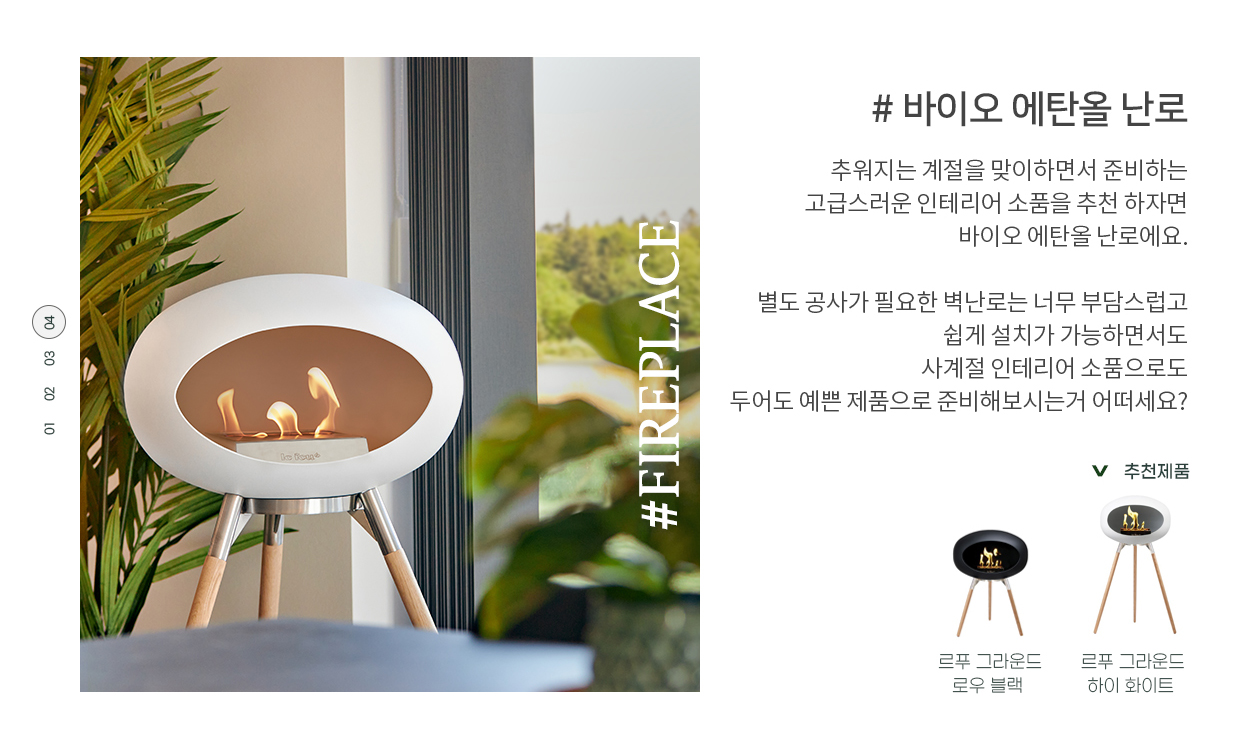 # 바이오 에탄올 난로
추워지는 계절을 맞이하면서 준비하는
고급스러운 인테리어 소품을 추천 하자면
바이오 에탄올 난로에요.
별도 공사가 필요한 벽난로는 너무 부담스럽고
쉽게 설치가 가능하면서도
사계절 인테리어 소품으로도
두어도 예쁜 제품으로 준비해보시는거 어떠세요?
추천제품
르푸 그라운드
로우 블랙
르푸 그라운드
하이 화이트
#FIREPLACE
04
03
02
01